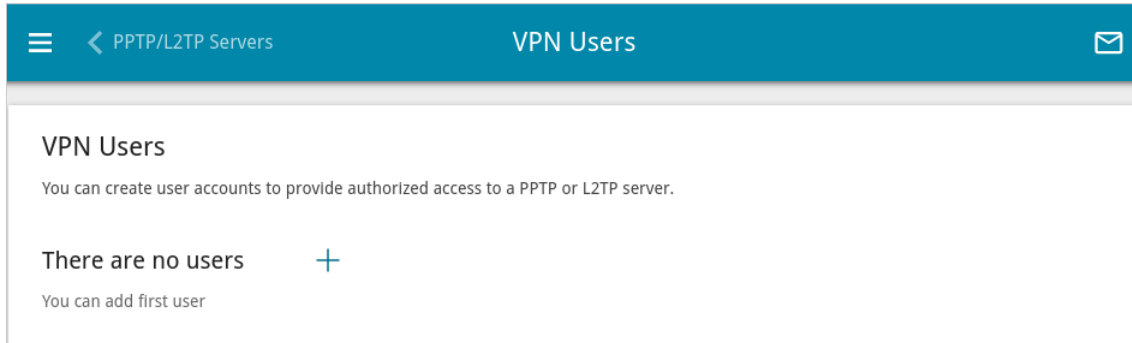 PPTP/L2TP Servers
VPN Users
VPN Users
You can create user accounts to provide authorized access to a PPTP or L2TP server.
There are no users
You can add first user